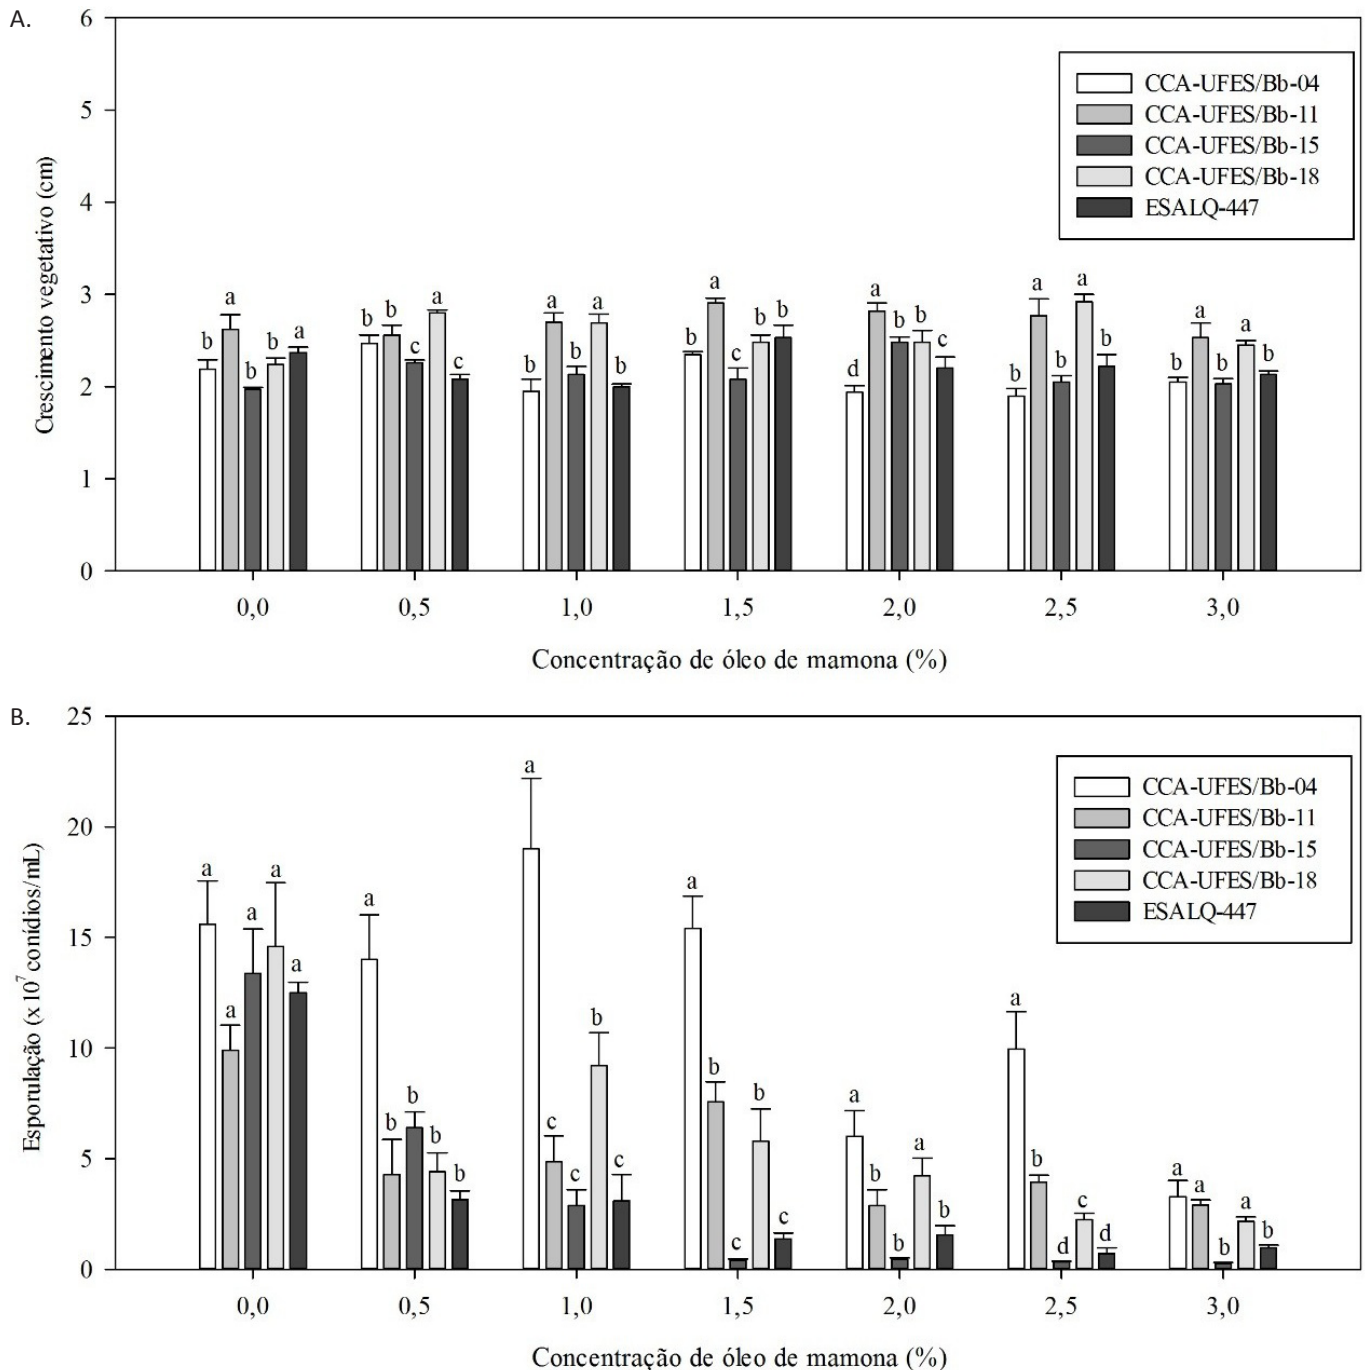 A.
6
5
4
3
2
1
0
Crescimento vegetativo (cm)
CCA-UFES/Bb-04
CCA-UFES/Bb-11
CCA-UFES/Bb-15
CCA-UFES/Bb-18
ESALQ-447
b a b b a
b b c a c
b a b a b
b a c b b
d a b b c
b a b a b
b a b a b
0,0 0,5 1,0 1,5 2,0 2,5 3,0
Concentração de óleo de mamona (%)
B.
25
20
15
10
5
0
Esporulação (x 10⁷ conídios/mL)
CCA-UFES/Bb-04
CCA-UFES/Bb-11
CCA-UFES/Bb-15
CCA-UFES/Bb-18
ESALQ-447
a a a a a
a b b b b
a c c b c
a b c b c
a b b a b
a b d c d
a a b a b
0,0 0,5 1,0 1,5 2,0 2,5 3,0
Concentração de óleo de mamona (%)